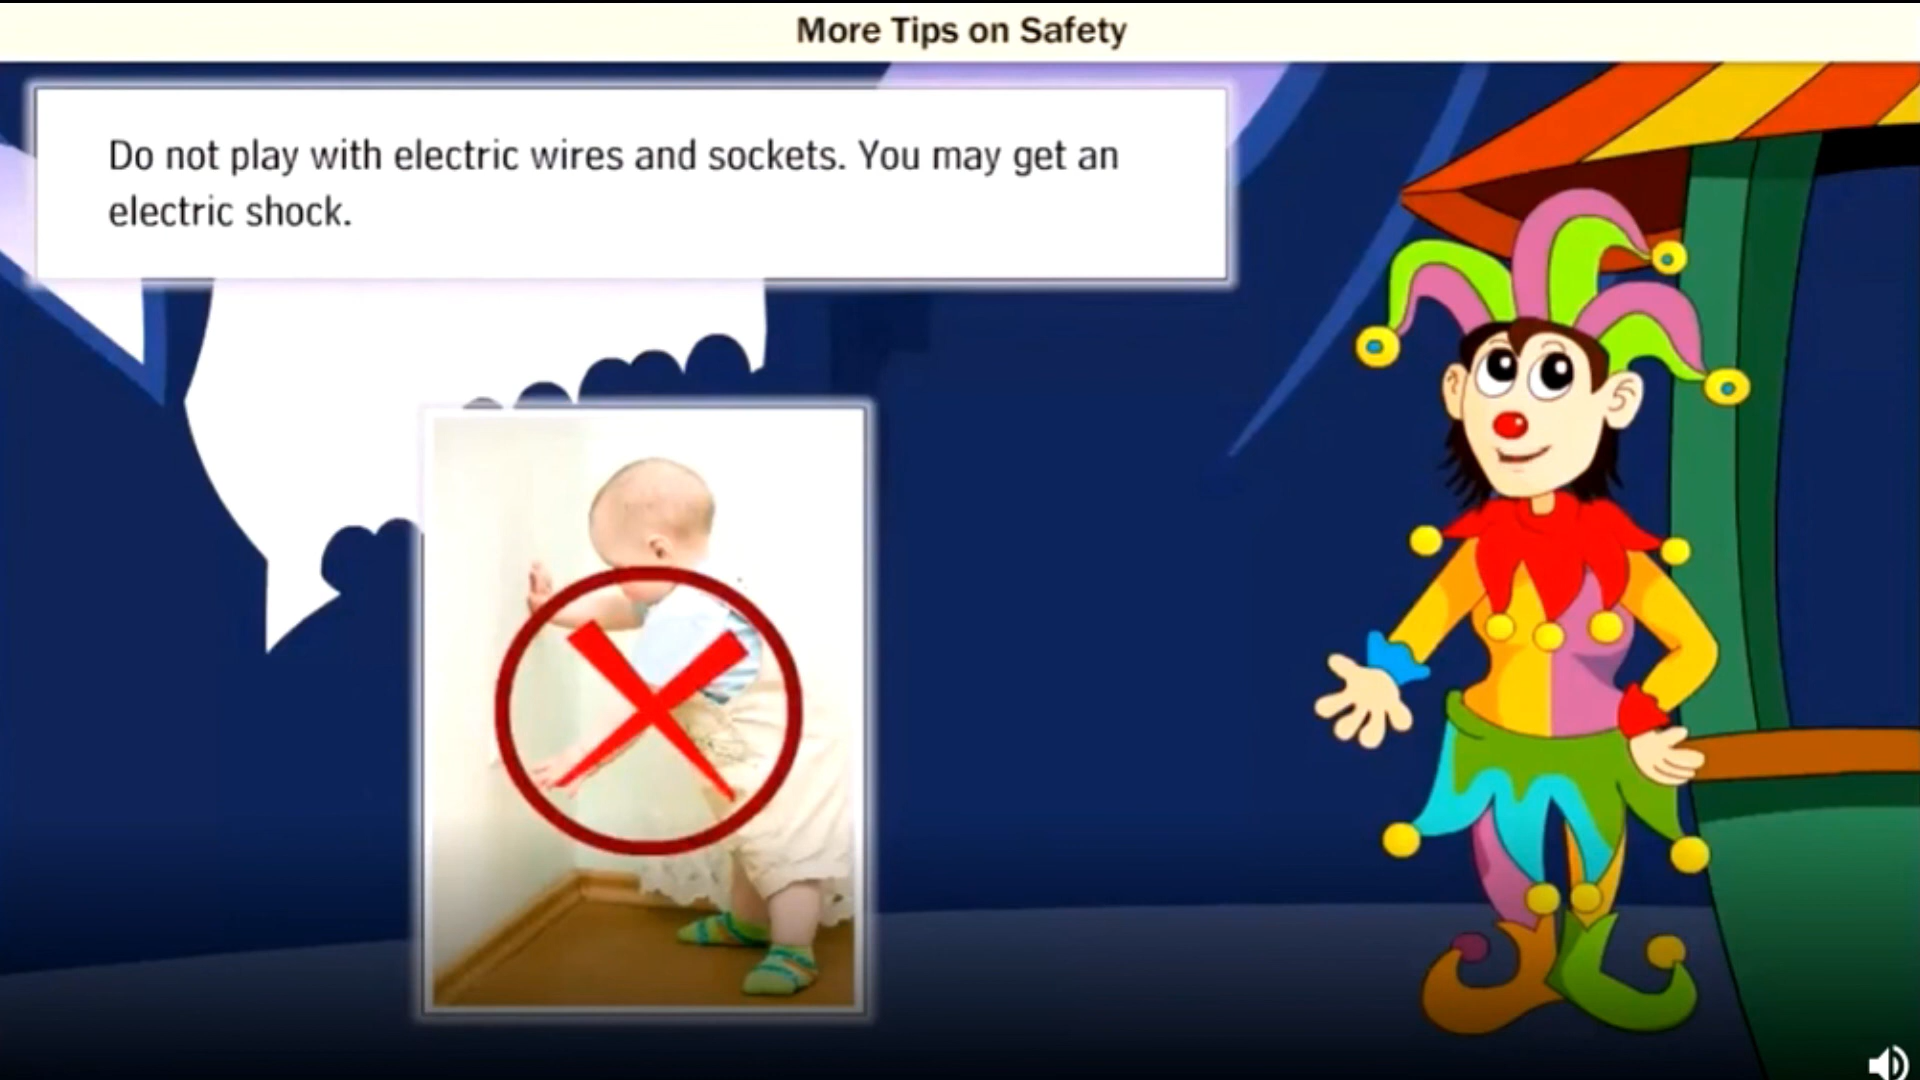 More Tips on Safety
Do not play with electric wires and sockets. You may get an
electric shock.